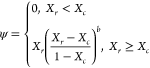 ψ = { 0, X_r < X_c
X_r ( (X_r − X_c) / (1 − X_c) )^b, X_r ≥ X_c